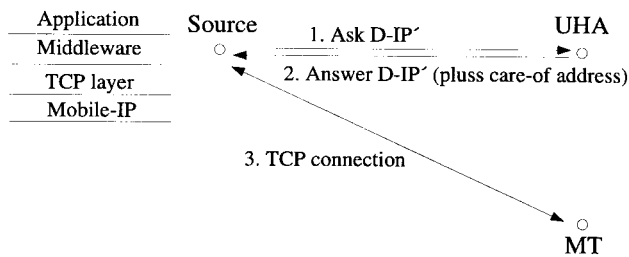 Application
Middleware
TCP layer
Mobile-IP
Source
UHA
1. Ask D-IP´
2. Answer D-IP´ (pluss care-of address)
3. TCP connection
MT